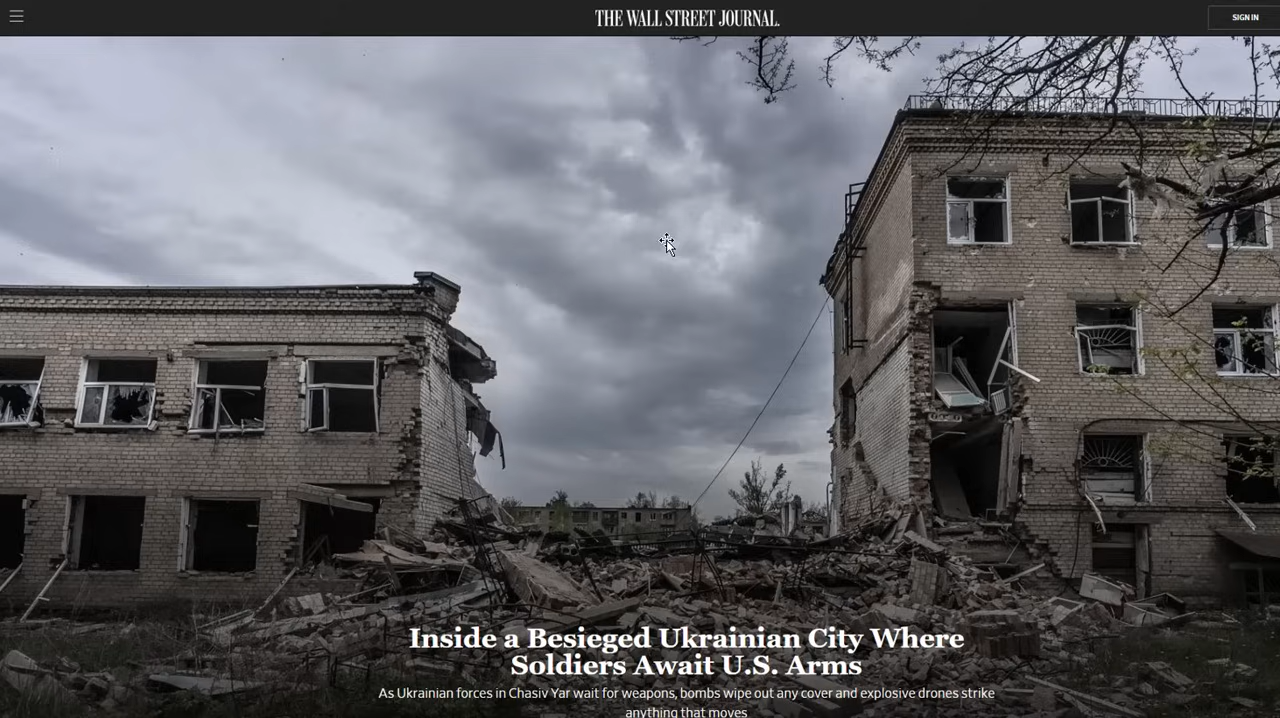 THE WALL STREET JOURNAL.
SIGN IN
Inside a Besieged Ukrainian City Where
Soldiers Await U.S. Arms
As Ukrainian forces in Chasiv Yar wait for weapons, bombs wipe out any cover and explosive drones strike
anything that moves